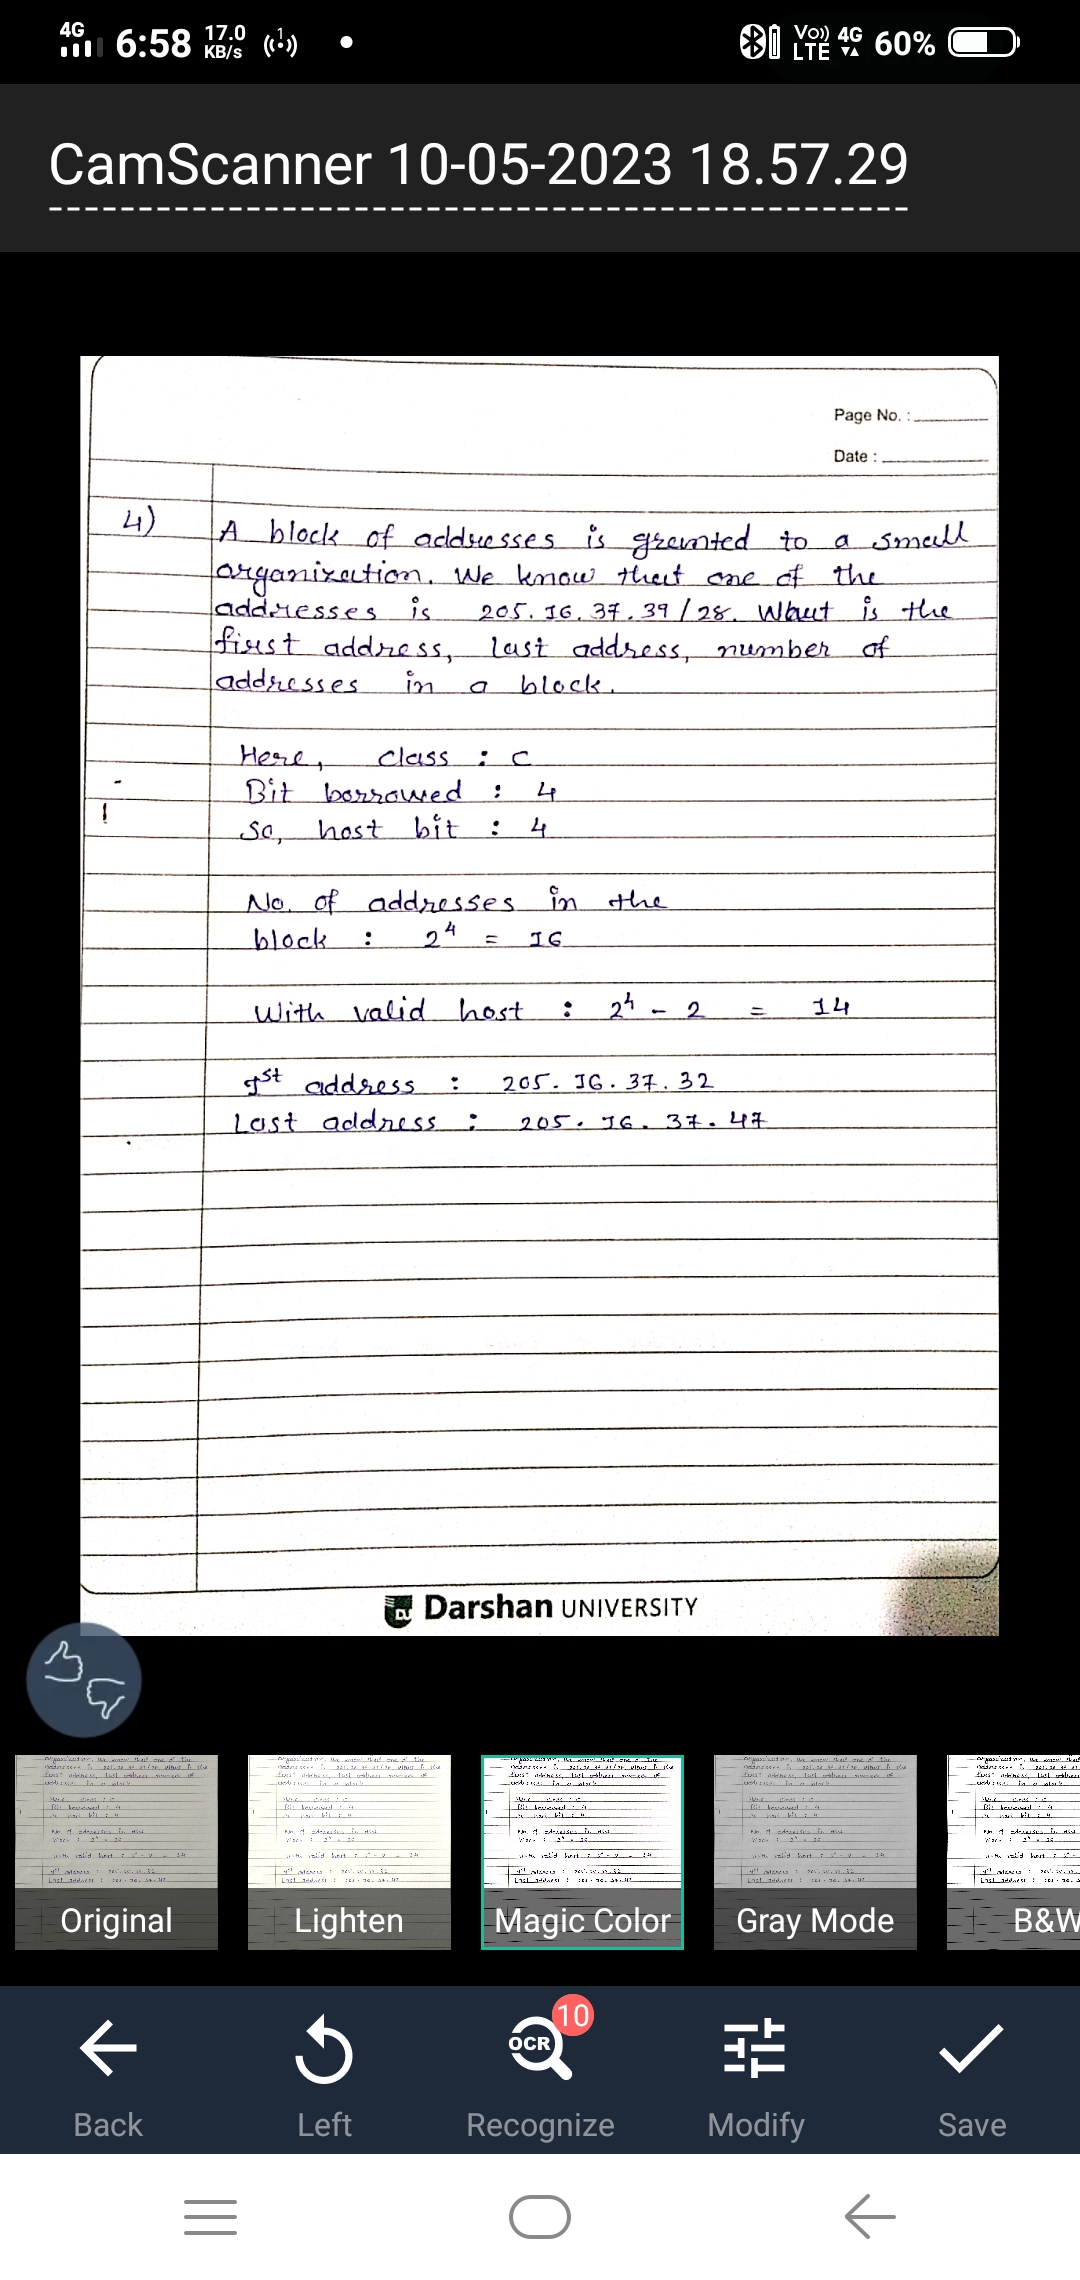 4G 6:58 17.0 KB/s Vo)) LTE 4G 60%
CamScanner 10-05-2023 18.57.29
Page No. :
Date :
4) A block of addresses is granted to a small
organization. We know that one of the
addresses is 205.16.37.39/28. What is the
first address, last address, number of
addresses in a block.
Here, class : C
Bit borrowed : 4
So, host bit : 4
No. of addresses in the
block : 2⁴ = 16
With valid host : 2⁴ - 2 = 14
1st address : 205.16.37.32
Last address : 205.16.37.47
Darshan UNIVERSITY
Original Lighten Magic Color Gray Mode B&W
10
OCR
Back Left Recognize Modify Save